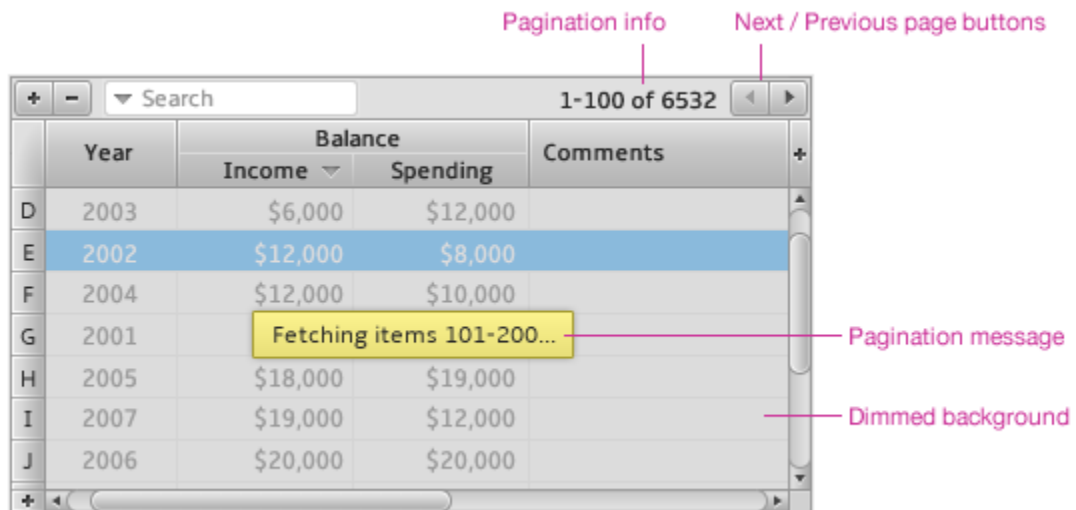 Pagination info
Next / Previous page buttons
+ - Search 1-100 of 6532
Balance
Year Comments +
Income Spending
D 2003 $6,000 $12,000
E 2002 $12,000 $8,000
F 2004 $12,000 $10,000
G 2001 Fetching items 101-200... Pagination message
H 2005 $18,000 $19,000
I 2007 $19,000 $12,000 Dimmed background
J 2006 $20,000 $20,000
+